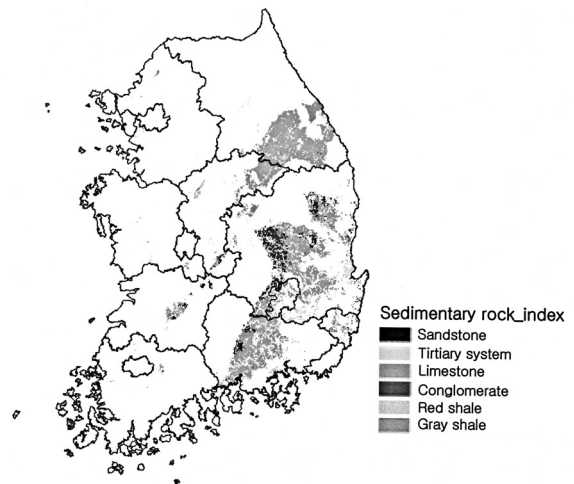 Sedimentary rock_index
Sandstone
Tirtiary system
Limestone
Conglomerate
Red shale
Gray shale